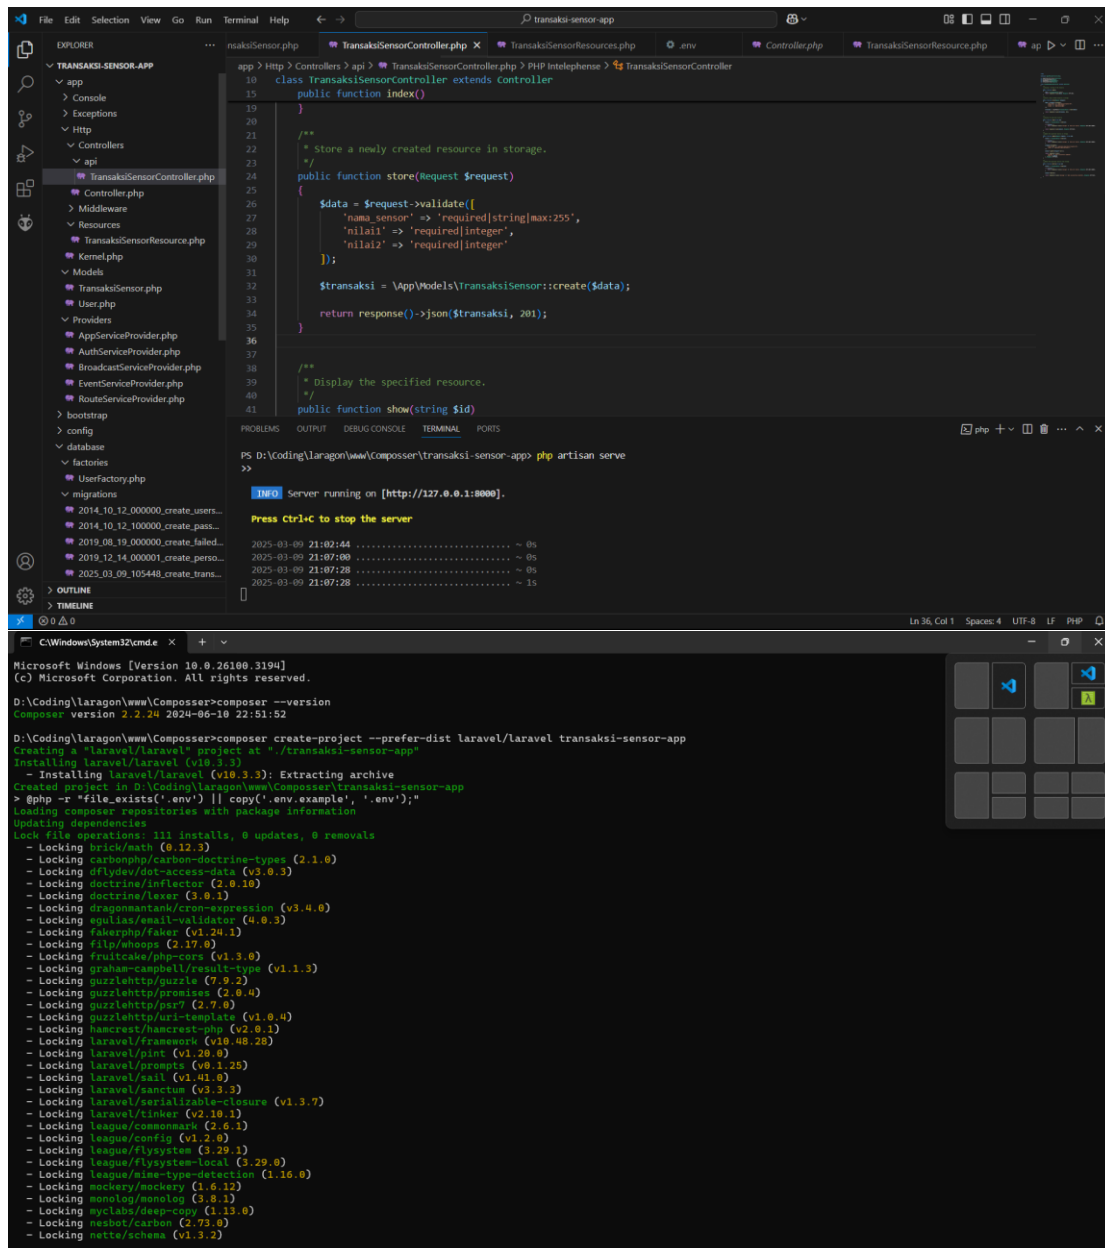 File Edit Selection View Go Run Terminal Help
transaksi-sensor-app
EXPLORER
TRANSAKSI-SENSOR-APP
app
Console
Exceptions
Http
Controllers
api
TransaksiSensorController.php
Controller.php
Middleware
Resources
TransaksiSensorResource.php
Kernel.php
Models
TransaksiSensor.php
User.php
Providers
AppServiceProvider.php
AuthServiceProvider.php
BroadcastServiceProvider.php
EventServiceProvider.php
RouteServiceProvider.php
bootstrap
config
database
factories
UserFactory.php
migrations
2014_10_12_000000_create_users...
2014_10_12_100000_create_pass...
2019_08_19_000000_create_failed...
2019_12_14_000001_create_perso...
2025_03_09_105448_create_trans...
OUTLINE
TIMELINE
nsaksiSensor.php TransaksiSensorController.php TransaksiSensorResources.php .env Controller.php TransaksiSensorResource.php ap
app > Http > Controllers > api > TransaksiSensorController.php > PHP Intelephense > TransaksiSensorController
10 class TransaksiSensorController extends Controller
15 public function index()
19 }
20
21 /**
22 * Store a newly created resource in storage.
23 */
24 public function store(Request $request)
25 {
26 $data = $request->validate([
27 'nama_sensor' => 'required|string|max:255',
28 'nilai1' => 'required|integer',
29 'nilai2' => 'required|integer'
30 ]);
31
32 $transaksi = \App\Models\TransaksiSensor::create($data);
33
34 return response()->json($transaksi, 201);
35 }
36
37
38 /**
39 * Display the specified resource.
40 */
41 public function show(string $id)
PROBLEMS OUTPUT DEBUG CONSOLE TERMINAL PORTS
php
PS D:\Coding\laragon\www\Composser\transaksi-sensor-app> php artisan serve
>>
INFO Server running on [http://127.0.0.1:8000].
Press Ctrl+C to stop the server
2025-03-09 21:02:44 .............................. ~ 0s
2025-03-09 21:07:00 .............................. ~ 0s
2025-03-09 21:07:28 .............................. ~ 0s
2025-03-09 21:07:28 .............................. ~ 1s
0 0
Ln 36, Col 1 Spaces: 4 UTF-8 LF PHP
C:\Windows\System32\cmd.e
Microsoft Windows [Version 10.0.26100.3194]
(c) Microsoft Corporation. All rights reserved.
D:\Coding\laragon\www\Composser>composer --version
Composer version 2.2.24 2024-06-10 22:51:52
D:\Coding\laragon\www\Composser>composer create-project --prefer-dist laravel/laravel transaksi-sensor-app
Creating a "laravel/laravel" project at "./transaksi-sensor-app"
Installing laravel/laravel (v10.3.3)
- Installing laravel/laravel (v10.3.3): Extracting archive
Created project in D:\Coding\laragon\www\Composser\transaksi-sensor-app
> @php -r "file_exists('.env') || copy('.env.example', '.env');"
Loading composer repositories with package information
Updating dependencies
Lock file operations: 111 installs, 0 updates, 0 removals
- Locking brick/math (0.12.3)
- Locking carbonphp/carbon-doctrine-types (2.1.0)
- Locking dflydev/dot-access-data (v3.0.3)
- Locking doctrine/inflector (2.0.10)
- Locking doctrine/lexer (3.0.1)
- Locking dragonmantank/cron-expression (v3.4.0)
- Locking egulias/email-validator (4.0.3)
- Locking fakerphp/faker (v1.24.1)
- Locking filp/whoops (2.17.0)
- Locking fruitcake/php-cors (v1.3.0)
- Locking graham-campbell/result-type (v1.1.3)
- Locking guzzlehttp/guzzle (7.9.2)
- Locking guzzlehttp/promises (2.0.4)
- Locking guzzlehttp/psr7 (2.7.0)
- Locking guzzlehttp/uri-template (v1.0.4)
- Locking hamcrest/hamcrest-php (v2.0.1)
- Locking laravel/framework (v10.48.28)
- Locking laravel/pint (v1.20.0)
- Locking laravel/prompts (v0.1.25)
- Locking laravel/sail (v1.41.0)
- Locking laravel/sanctum (v3.3.3)
- Locking laravel/serializable-closure (v1.3.7)
- Locking laravel/tinker (v2.10.1)
- Locking league/commonmark (2.6.1)
- Locking league/config (v1.2.0)
- Locking league/flysystem (3.29.1)
- Locking league/flysystem-local (3.29.0)
- Locking league/mime-type-detection (1.16.0)
- Locking mockery/mockery (1.6.12)
- Locking monolog/monolog (3.8.1)
- Locking myclabs/deep-copy (1.13.0)
- Locking nesbot/carbon (2.73.0)
- Locking nette/schema (v1.3.2)